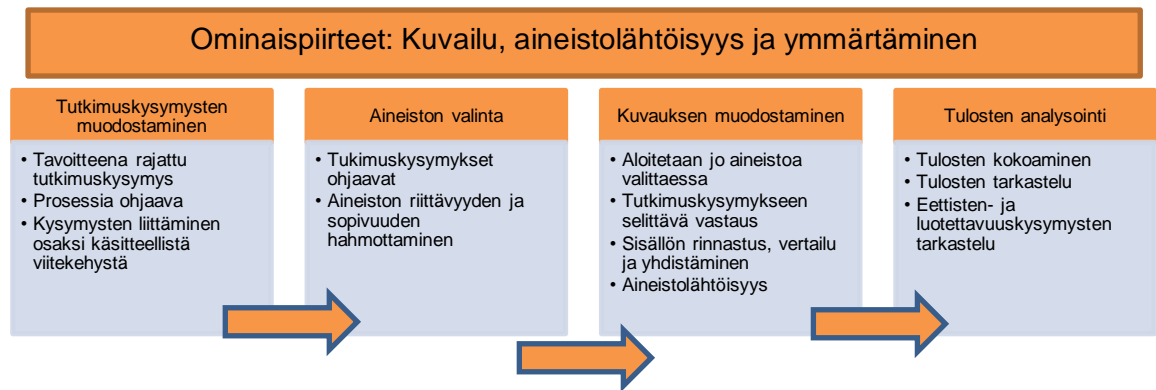 Ominaispiirteet: Kuvailu, aineistolähtöisyys ja ymmärtäminen
Tutkimuskysymysten
muodostaminen
• Tavoitteena rajattu
tutkimuskysymys
• Prosessia ohjaava
• Kysymysten liittäminen
osaksi käsitteellistä
viitekehystä
Aineiston valinta
• Tukimuskysymykset
ohjaavat
• Aineiston riittävyyden ja
sopivuuden
hahmottaminen
Kuvauksen muodostaminen
• Aloitetaan jo aineistoa
valittaessa
• Tutkimuskysymykseen
selittävä vastaus
• Sisällön rinnastus, vertailu
ja yhdistäminen
• Aineistolähtöisyys
Tulosten analysointi
• Tulosten kokoaminen
• Tulosten tarkastelu
• Eettisten- ja
luotettavuuskysymysten
tarkastelu